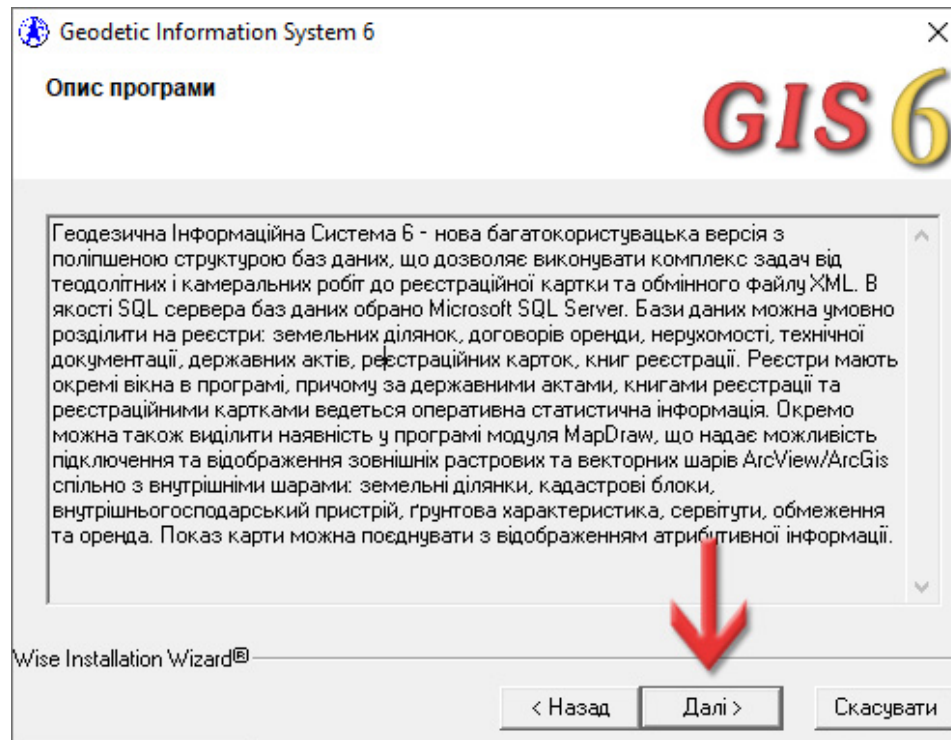 Geodetic Information System 6
Опис програми
GIS 6
Геодезична Інформаційна Система 6 - нова багатокористувацька версія з
поліпшеною структурою баз даних, що дозволяє виконувати комплекс задач від
теодолітних і камеральних робіт до реєстраційної картки та обмінного файлу XML. В
якості SQL сервера баз даних обрано Microsoft SQL Server. Бази даних можна умовно
розділити на реєстри: земельних ділянок, договорів оренди, нерухомості, технічної
документації, державних актів, реєстраційних карток, книг реєстрації. Реєстри мають
окремі вікна в програмі, причому за державними актами, книгами реєстрації та
реєстраційними картками ведеться оперативна статистична інформація. Окремо
можна також виділити наявність у програмі модуля MapDraw, що надає можливість
підключення та відображення зовнішніх растрових та векторних шарів ArcView/ArcGis
спільно з внутрішніми шарами: земельні ділянки, кадастрові блоки,
внутрішньогосподарський пристрій, ґрунтова характеристика, сервітути, обмеження
та оренда. Показ карти можна поєднувати з відображенням атрибутивної інформації.
Wise Installation Wizard®
< Назад Далі > Скасувати